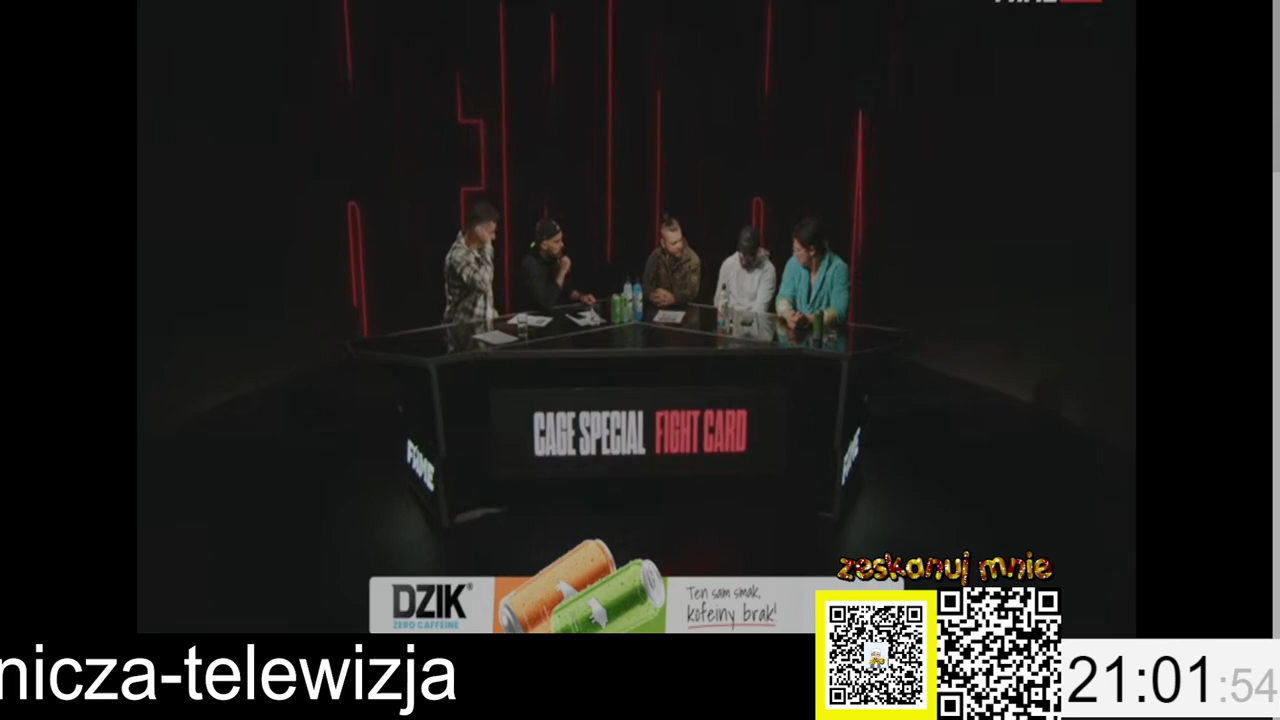 CAGE SPECIAL FIGHT CARD
FAME
DZIK®
ZERO CAFFEINE
Ten sam smak,
kofeiny brak!
zeskanuj mnie
nicza-telewizja
21:01:54